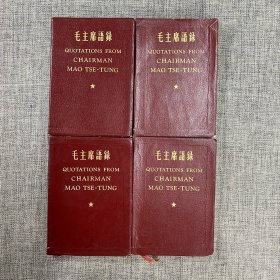 毛主席語錄
QUOTATIONS FROM
CHAIRMAN
MAO TSE-TUNG
毛主席語錄
QUOTATIONS FROM
CHAIRMAN
MAO TSE-TUNG
毛主席語錄
QUOTATIONS FROM
CHAIRMAN
MAO TSE-TUNG
毛主席語錄
QUOTATIONS FROM
CHAIRMAN
MAO TSE-TUNG